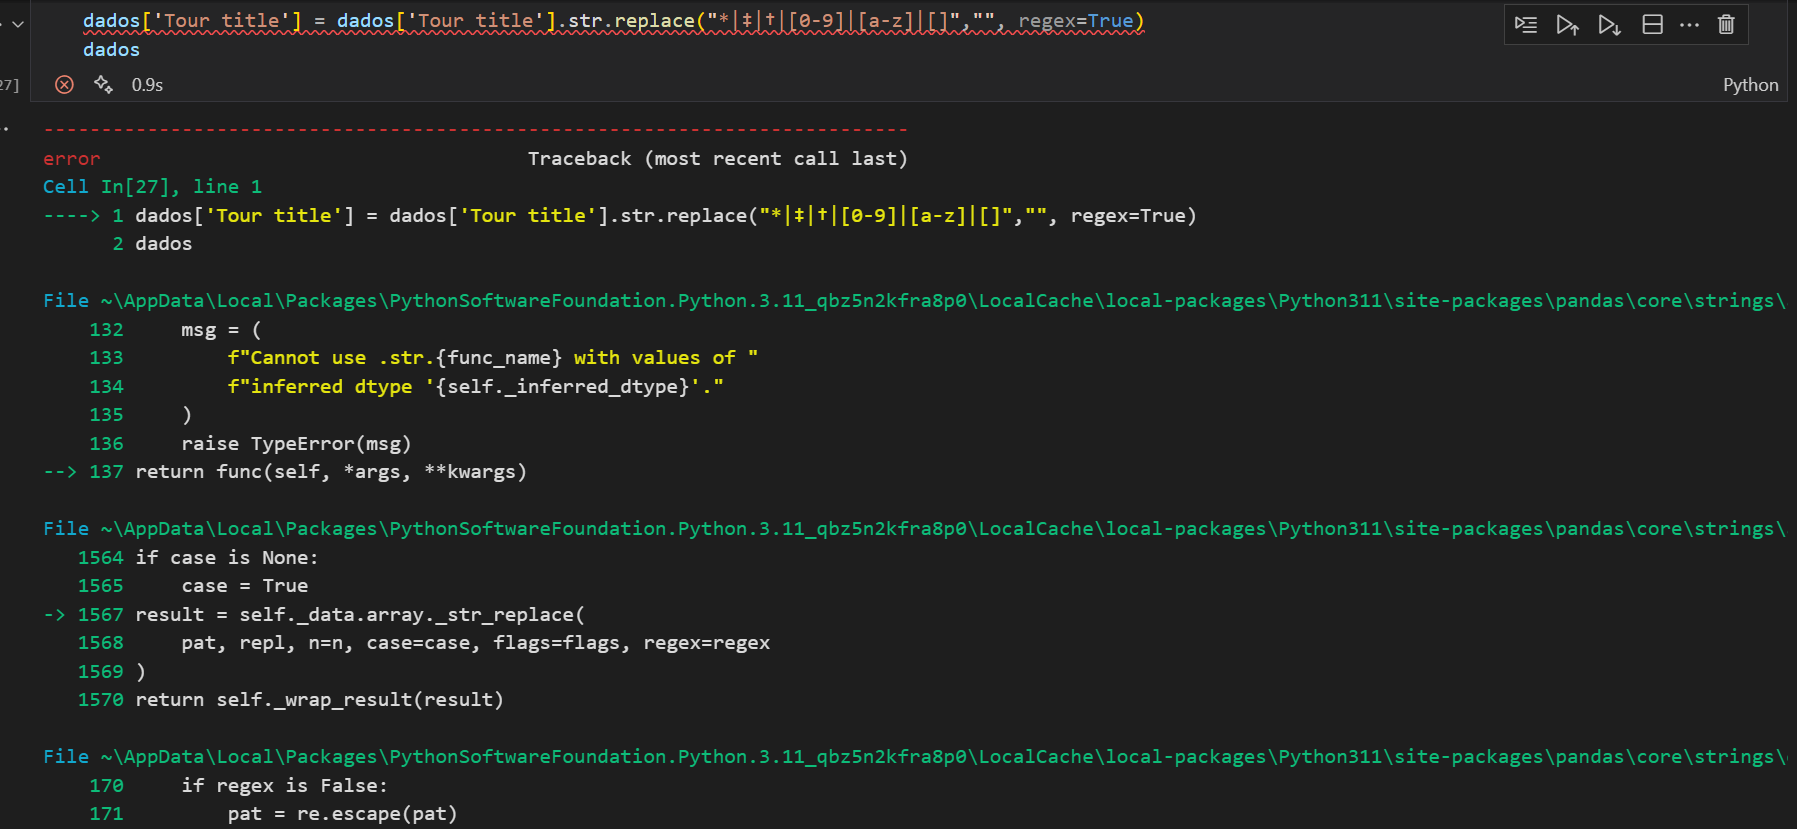 dados['Tour title'] = dados['Tour title'].str.replace("*|‡|†|[0-9]|[a-z]|[]","", regex=True)
dados
27]
0.9s
Python
---------------------------------------------------------------------------
error                                     Traceback (most recent call last)
Cell In[27], line 1
----> 1 dados['Tour title'] = dados['Tour title'].str.replace("*|‡|†|[0-9]|[a-z]|[]","", regex=True)
      2 dados
File ~\AppData\Local\Packages\PythonSoftwareFoundation.Python.3.11_qbz5n2kfra8p0\LocalCache\local-packages\Python311\site-packages\pandas\core\strings\
    132     msg = (
    133         f"Cannot use .str.{func_name} with values of "
    134         f"inferred dtype '{self._inferred_dtype}'."
    135     )
    136     raise TypeError(msg)
--> 137 return func(self, *args, **kwargs)
File ~\AppData\Local\Packages\PythonSoftwareFoundation.Python.3.11_qbz5n2kfra8p0\LocalCache\local-packages\Python311\site-packages\pandas\core\strings\
   1564 if case is None:
   1565     case = True
-> 1567 result = self._data.array._str_replace(
   1568     pat, repl, n=n, case=case, flags=flags, regex=regex
   1569 )
   1570 return self._wrap_result(result)
File ~\AppData\Local\Packages\PythonSoftwareFoundation.Python.3.11_qbz5n2kfra8p0\LocalCache\local-packages\Python311\site-packages\pandas\core\strings\
    170     if regex is False:
    171         pat = re.escape(pat)